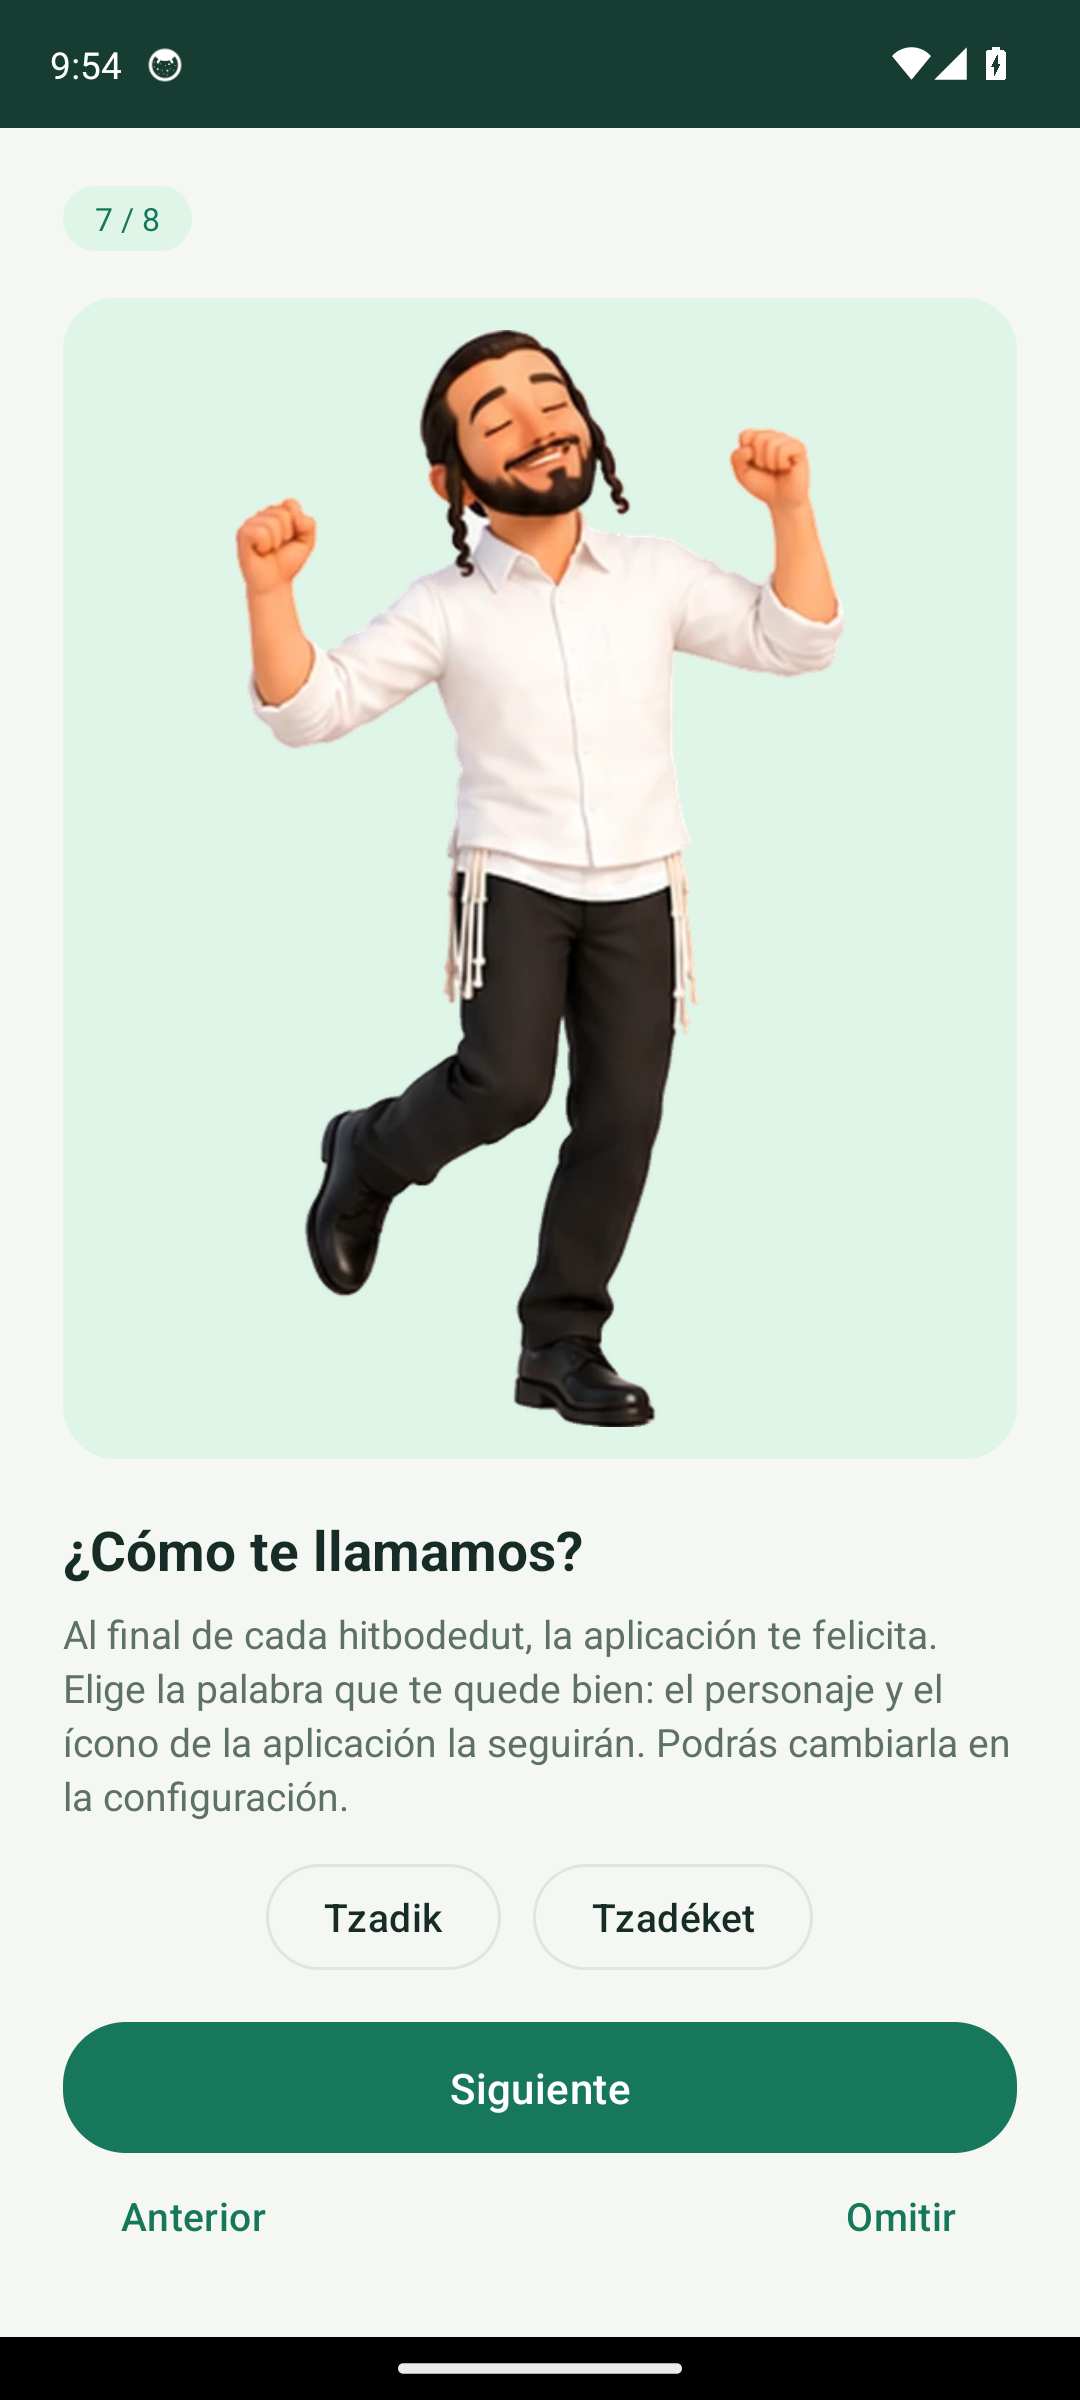 9:54
7 / 8
¿Cómo te llamamos?
Al final de cada hitbodedut, la aplicación te felicita.
Elige la palabra que te quede bien: el personaje y el
ícono de la aplicación la seguirán. Podrás cambiarla en
la configuración.
Tzadik
Tzadéket
Siguiente
Anterior
Omitir